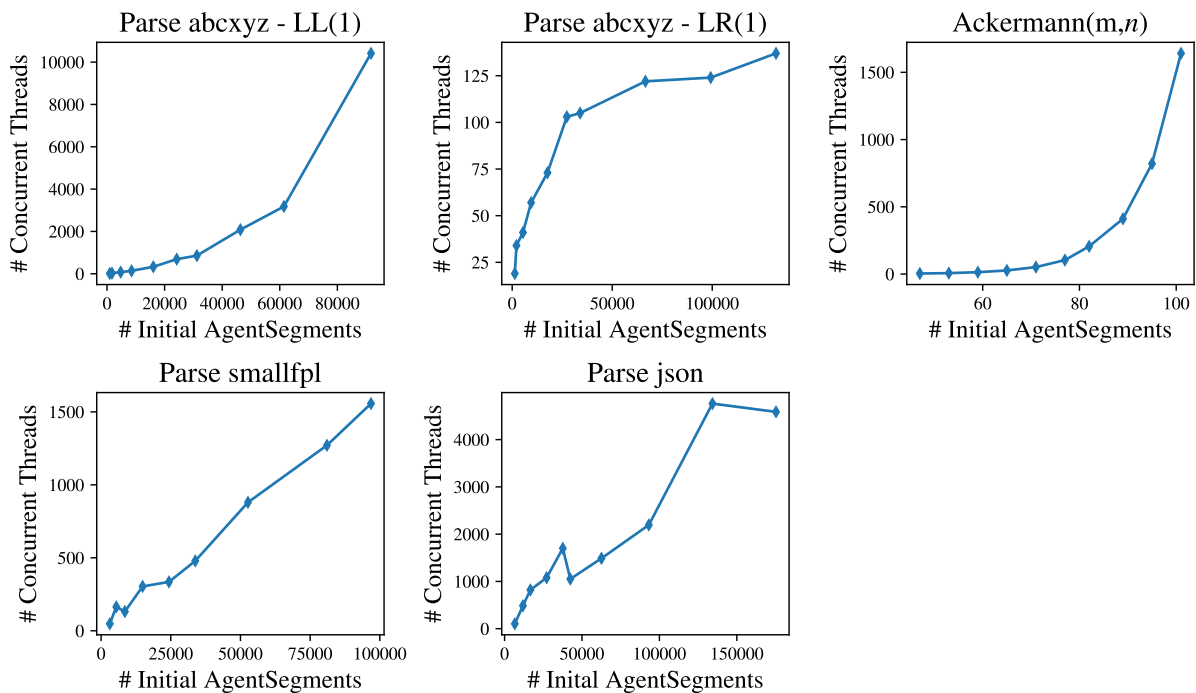 Parse abcxyz - LL(1)
# Concurrent Threads
10000
8000
6000
4000
2000
0
0 20000 40000 60000 80000
# Initial AgentSegments
Parse abcxyz - LR(1)
# Concurrent Threads
125
100
75
50
25
0 50000 100000
# Initial AgentSegments
Ackermann(m,n)
# Concurrent Threads
1500
1000
500
0
60 80 100
# Initial AgentSegments
Parse smallfpl
# Concurrent Threads
1500
1000
500
0
0 25000 50000 75000 100000
# Initial AgentSegments
Parse json
# Concurrent Threads
4000
3000
2000
1000
0
0 50000 100000 150000
# Inital AgentSegments